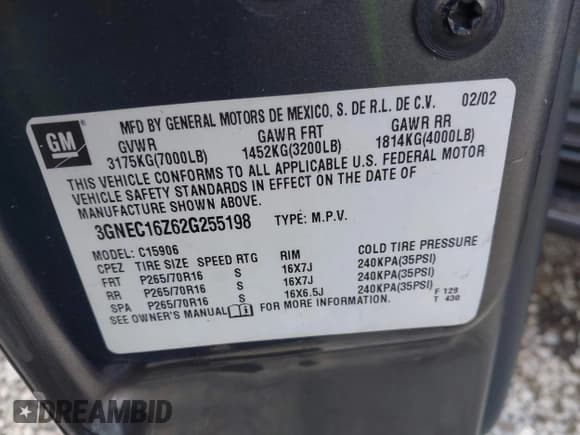 GM
MFD BY GENERAL MOTORS DE MEXICO, S. DE R.L. DE C.V. 02/02
GVWR GAWR FRT GAWR RR
3175KG(7000LB) 1452KG(3200LB) 1814KG(4000LB)
THIS VEHICLE CONFORMS TO ALL APPLICABLE U.S. FEDERAL MOTOR
VEHICLE SAFETY STANDARDS IN EFFECT ON THE DATE OF
MANUFACTURE SHOWN ABOVE.
3GNEC16Z62G255198 TYPE: M.P.V.
MODEL: C15906
CPEZ TIRE SIZE SPEED RTG RIM COLD TIRE PRESSURE
FRT P265/70R16 S 16X7J 240KPA(35PSI)
RR P265/70R16 S 16X7J 240KPA(35PSI)
SPA P265/70R16 S 16X6.5J 240KPA(35PSI)
SEE OWNER'S MANUAL FOR MORE INFORMATION. F 129
T 430
DREAMBID